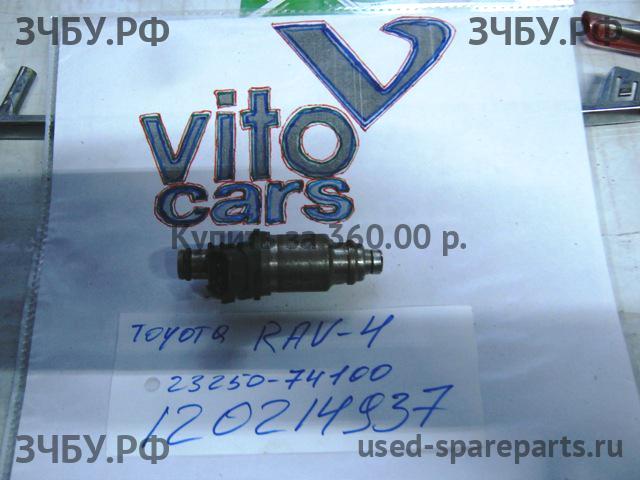 ЗЧБУ.РФ ЗЧБУ.РФ
vito V
cars
Купить за 360.00 р.
TOYOTA RAV-4
23250-74100
120214937
ЗЧБУ.РФ used-spareparts.ru